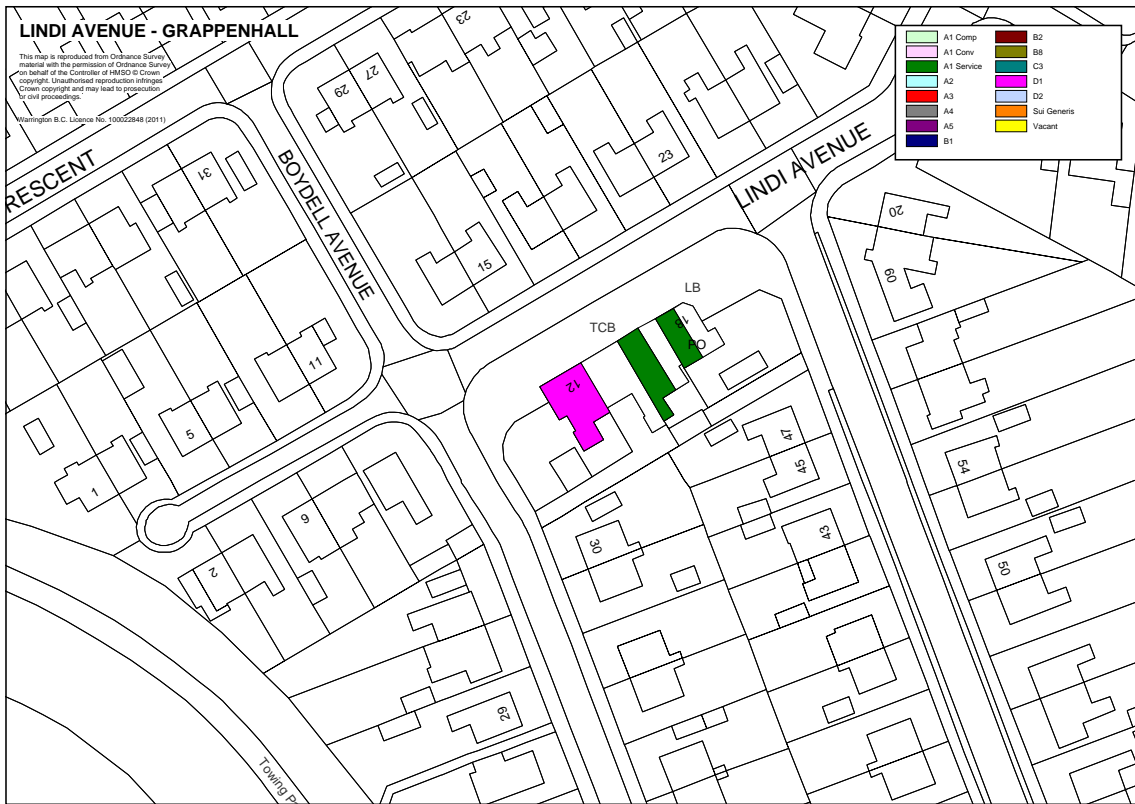 LINDI AVENUE - GRAPPENHALL
This map is reproduced from Ordnance Survey
material with the permission of Ordnance Survey
on behalf of the Controller of HMSO © Crown
copyright. Unauthorised reproduction infringes
Crown copyright and may lead to prosecution
or civil proceedings.
Warrington B.C. Licence No. 100022848 (2011)
A1 Comp
A1 Conv
A1 Service
A2
A3
A4
A5
B1
B2
B8
C3
D1
D2
Sui Generis
Vacant
23
27
29
RESCENT
31
BOYDELL AVENUE
23
LINDI AVENUE
20
60
15
LB
TCB
18
PO
11
12
5
1
47
45
54
6
2
30
43
50
29
Towing P